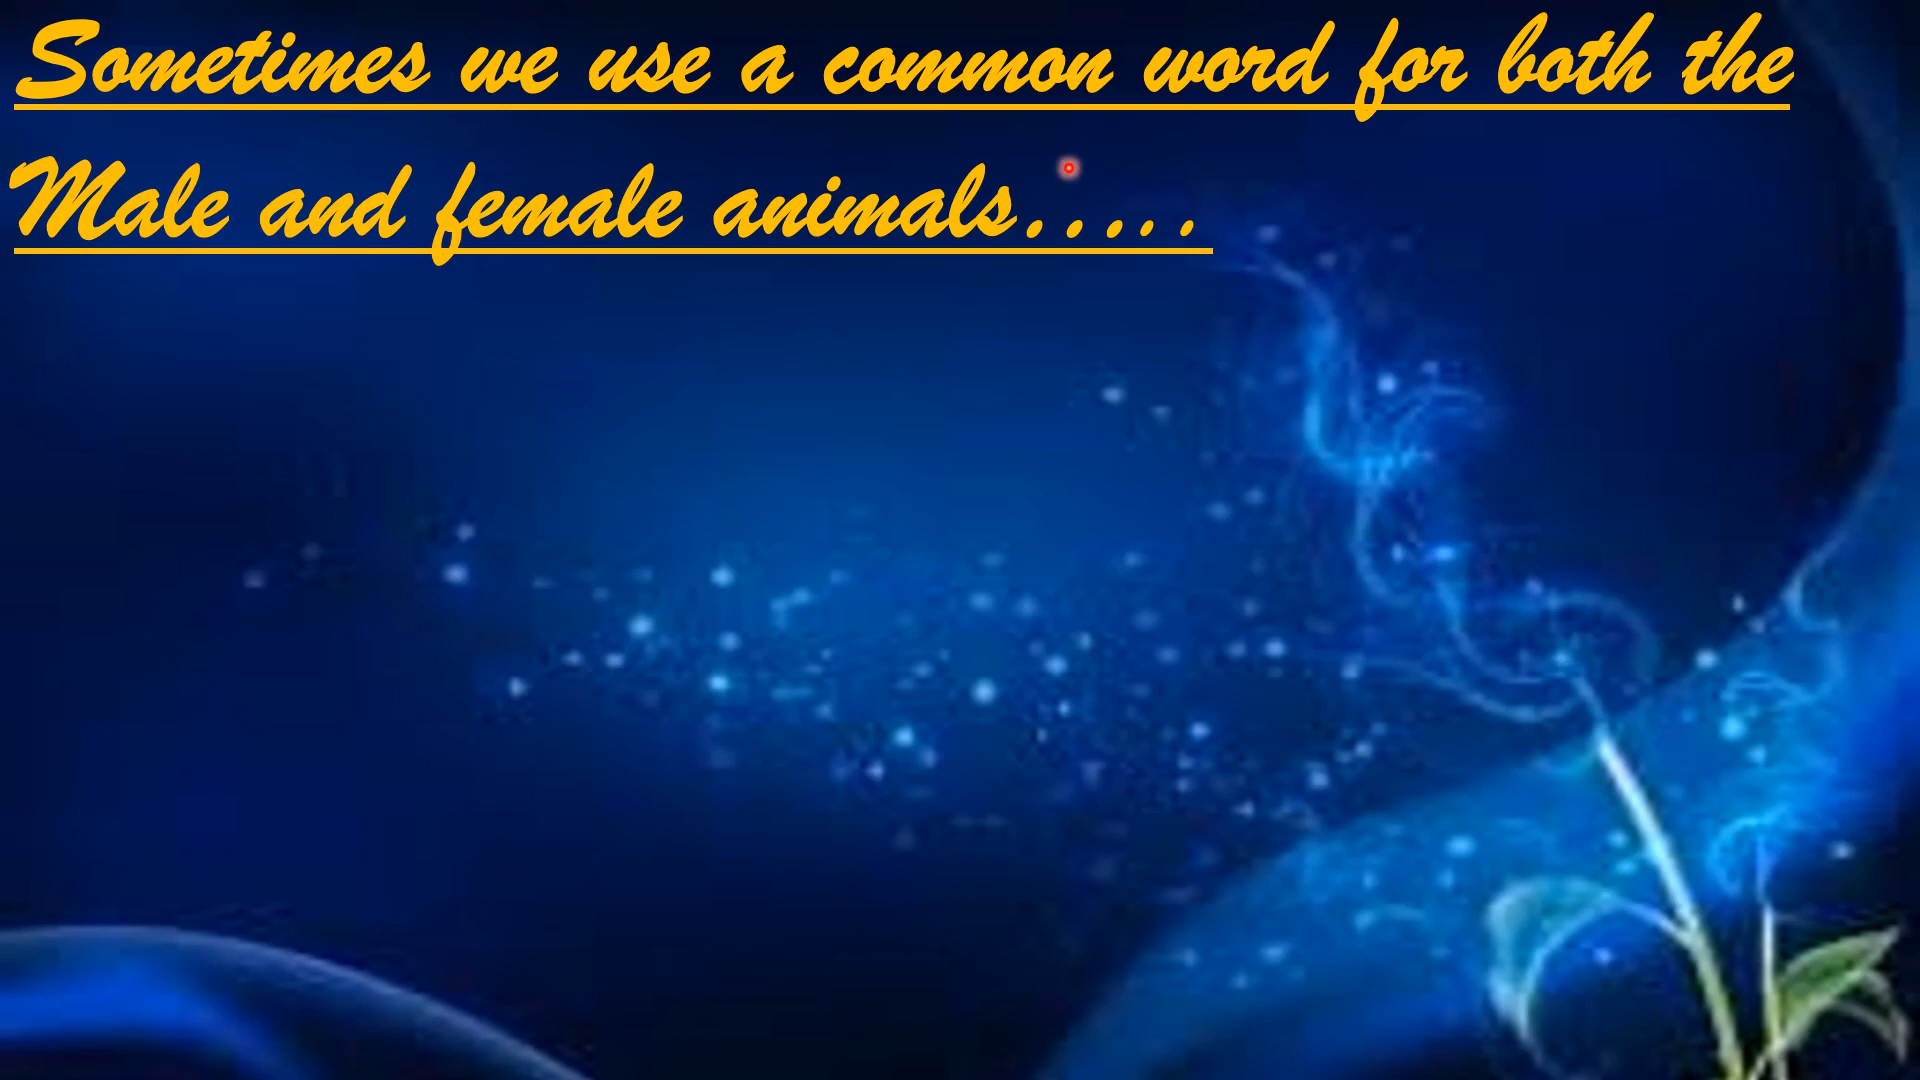 Sometimes we use a common word for both the
Male and female animals.....